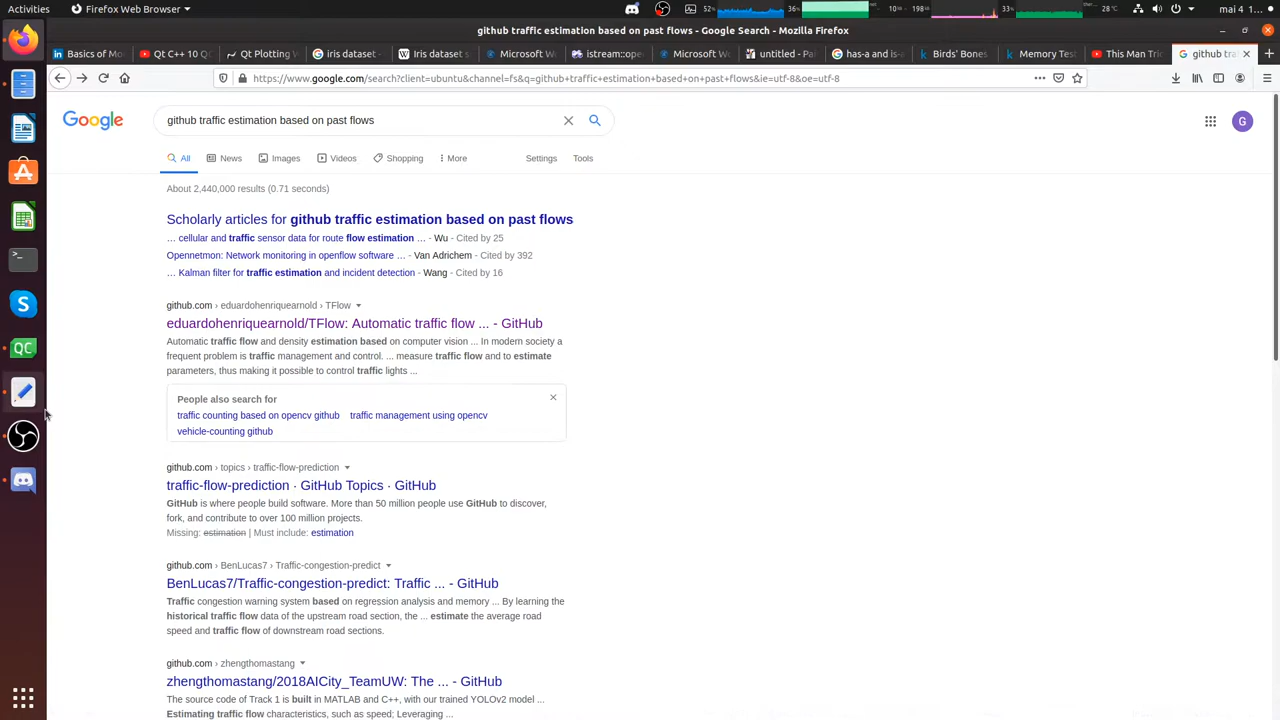 Activities
Firefox Web Browser
52%
36%
198
33%
28°C
mai 4 1...
github traffic estimation based on past flows - Google Search - Mozilla Firefox
Basics of Mo
Qt C++ 10 Q
Qt Plotting
iris dataset -
Iris dataset
Microsoft W
istream::ope
Microsoft W
untitled - Pa
has-a and is-
Birds' Bones
Memory Test
This Man Tric
github tra
https://www.google.com/search?client=ubuntu&channel=fs&q=github+traffic+estimation+based+on+past+flows&ie=utf-8&oe=utf-8
Google
github traffic estimation based on past flows
G
All
News
Images
Videos
Shopping
More
Settings
Tools
About 2,440,000 results (0.71 seconds)
Scholarly articles for github traffic estimation based on past flows
... cellular and traffic sensor data for route flow estimation ... - Wu - Cited by 25
Opennetmon: Network monitoring in openflow software ... - Van Adrichem - Cited by 392
... Kalman filter for traffic estimation and incident detection - Wang - Cited by 16
github.com › eduardohenriquearnold › TFlow
eduardohenriquearnold/TFlow: Automatic traffic flow ... - GitHub
Automatic traffic flow and density estimation based on computer vision ... In modern society a
frequent problem is traffic management and control. ... measure traffic flow and to estimate
parameters, thus making it possible to control traffic lights ...
People also search for
traffic counting based on opencv github traffic management using opencv
vehicle-counting github
github.com › topics › traffic-flow-prediction
traffic-flow-prediction · GitHub Topics · GitHub
GitHub is where people build software. More than 50 million people use GitHub to discover,
fork, and contribute to over 100 million projects.
Missing: estimation | Must include: estimation
github.com › BenLucas7 › Traffic-congestion-predict
BenLucas7/Traffic-congestion-predict: Traffic ... - GitHub
Traffic congestion warning system based on regression analysis and memory ... By learning the
historical traffic flow data of the upstream road section, the ... estimate the average road
speed and traffic flow of downstream road sections.
github.com › zhengthomastang
zhengthomastang/2018AICity_TeamUW: The ... - GitHub
The source code of Track 1 is built in MATLAB and C++, with our trained YOLOv2 model ...
Estimating traffic flow characteristics, such as speed; Leveraging ...